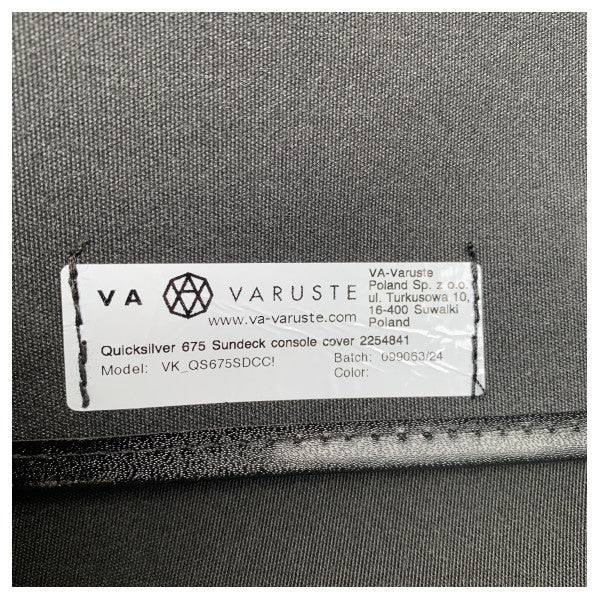 VA VARUSTE
www.va-varuste.com
VA-Varuste
Poland Sp. z o.o.
ul. Turkusowa 10,
16-400 Suwalki
Poland
Quicksilver 675 Sundeck console cover 2254841
Model: VK_QS675SDCC! Batch: 099063/24
Color: